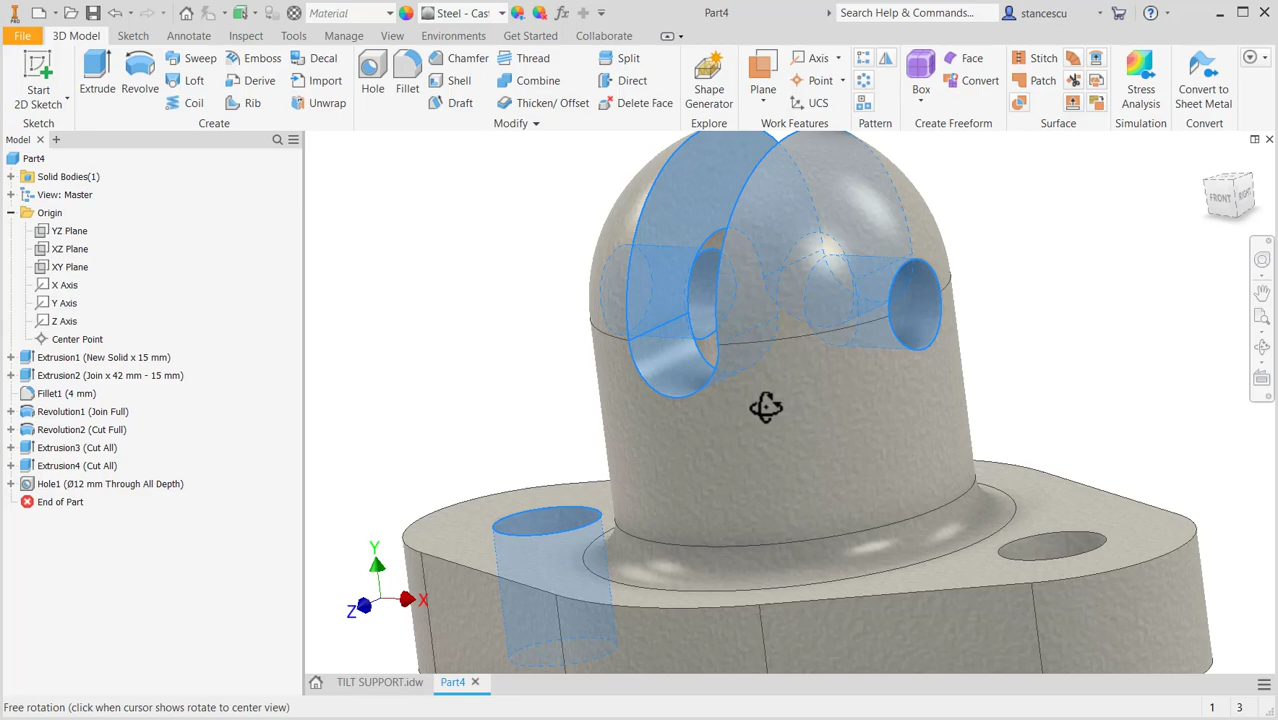 PRO
Material
Steel - Cas
Part4
Search Help & Commands...
stancescu
File
3D Model
Sketch
Annotate
Inspect
Tools
Manage
View
Environments
Get Started
Collaborate
Start
2D Sketch
Extrude
Revolve
Sweep
Loft
Coil
Emboss
Derive
Rib
Decal
Import
Unwrap
Hole
Fillet
Chamfer
Shell
Draft
Thread
Combine
Thicken/ Offset
Split
Direct
Delete Face
Shape
Generator
Plane
Axis
Point
UCS
Box
Face
Convert
Stitch
Patch
Stress
Analysis
Convert to
Sheet Metal
Sketch
Create
Modify
Explore
Work Features
Pattern
Create Freeform
Surface
Simulation
Convert
Model
Part4
Solid Bodies(1)
View: Master
Origin
YZ Plane
XZ Plane
XY Plane
X Axis
Y Axis
Z Axis
Center Point
Extrusion1 (New Solid x 15 mm)
Extrusion2 (Join x 42 mm - 15 mm)
Fillet1 (4 mm)
Revolution1 (Join Full)
Revolution2 (Cut Full)
Extrusion3 (Cut All)
Extrusion4 (Cut All)
Hole1 (Ø12 mm Through All Depth)
End of Part
FRONT
RIGHT
Y
Z
X
TILT SUPPORT.idw
Part4
Free rotation (click when cursor shows rotate to center view)
1
3